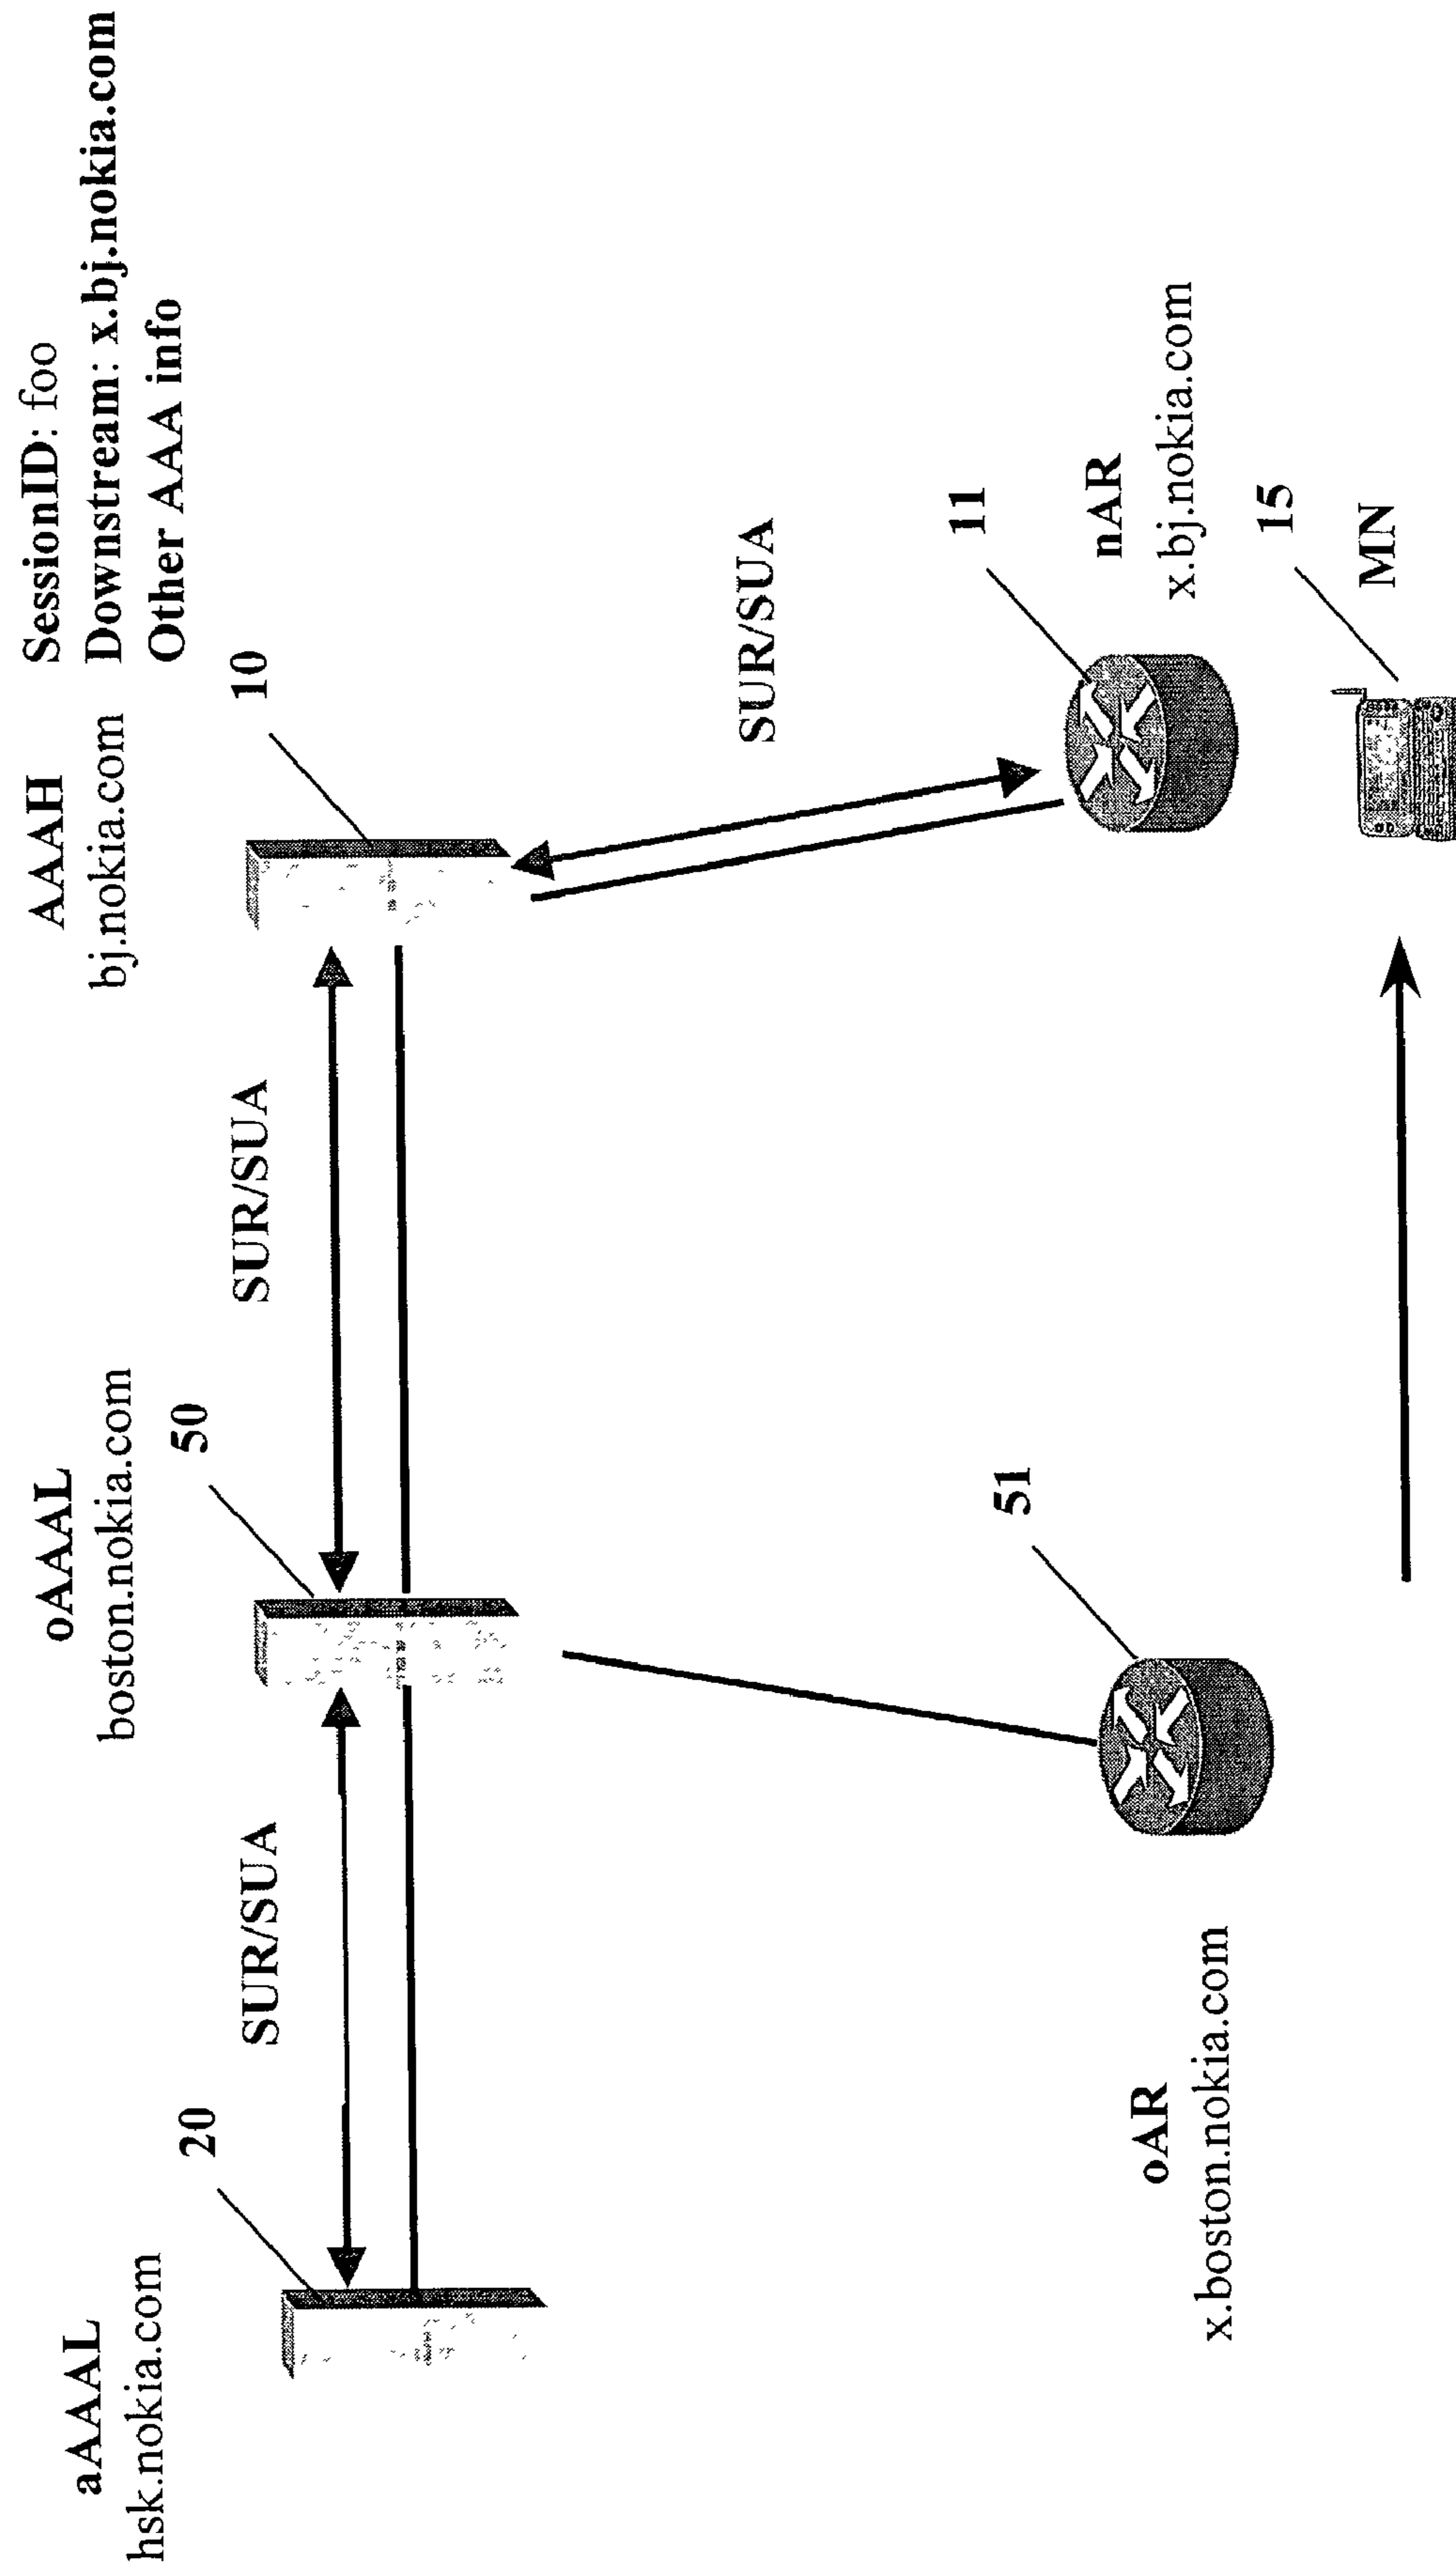 aAAAL
hsk.nokia.com
20
SUR/SUA
oAAAL
boston.nokia.com
50
SUR/SUA
AAAH
bj.nokia.com
SessionID: foo
Downstream: x.bj.nokia.com
Other AAA info
10
SUR/SUA
oAR
x.boston.nokia.com
51
11
nAR
x.bj.nokia.com
15
MN